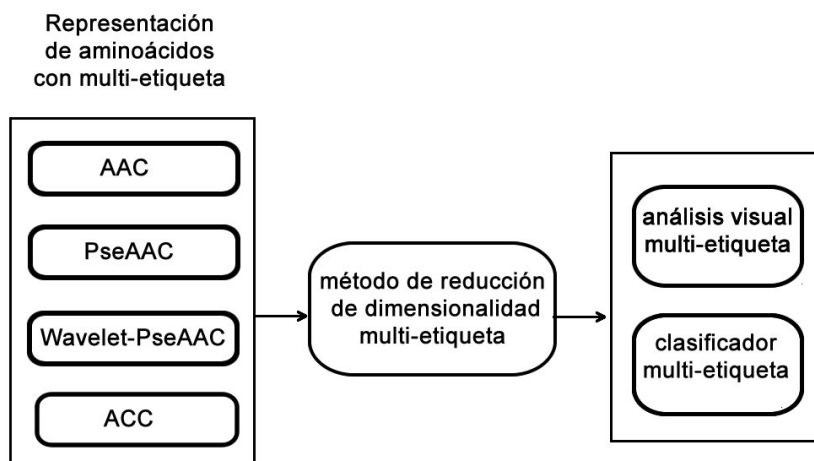 Representación
de aminoácidos
con multi-etiqueta
AAC
PseAAC
Wavelet-PseAAC
ACC
método de reducción
de dimensionalidad
multi-etiqueta
análisis visual
multi-etiqueta
clasificador
multi-etiqueta